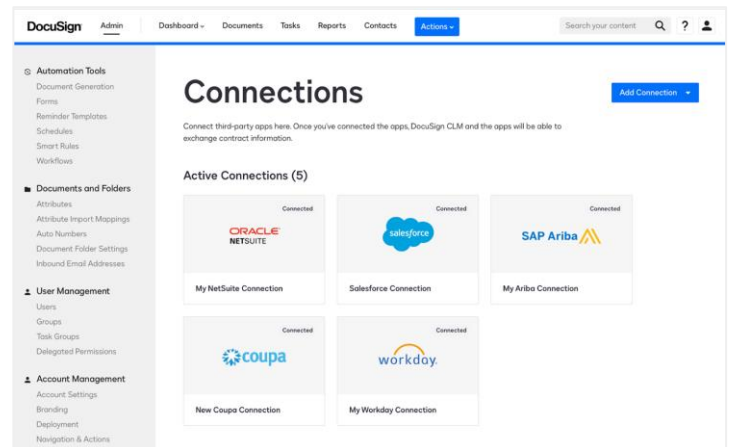 DocuSign Admin Dashboard Documents Tasks Reports Contacts Actions Search your content ?
Automation Tools
Document Generation
Forms
Reminder Templates
Schedules
Smart Rules
Workflows
Documents and Folders
Attributes
Attribute Import Mappings
Auto Numbers
Document Folder Settings
Inbound Email Addresses
User Management
Users
Groups
Task Groups
Delegated Permissions
Account Management
Account Settings
Branding
Deployment
Navigation & Actions
Connections
Add Connection
Connect third-party apps here. Once you've connected the apps, DocuSign CLM and the apps will be able to
exchange contract information.
Active Connections (5)
Connected
ORACLE
NETSUITE
My NetSuite Connection
Connected
salesforce
Salesforce Connection
Connected
SAP Ariba
My Ariba Connection
Connected
coupa
New Coupa Connection
Connected
workday.
My Workday Connection